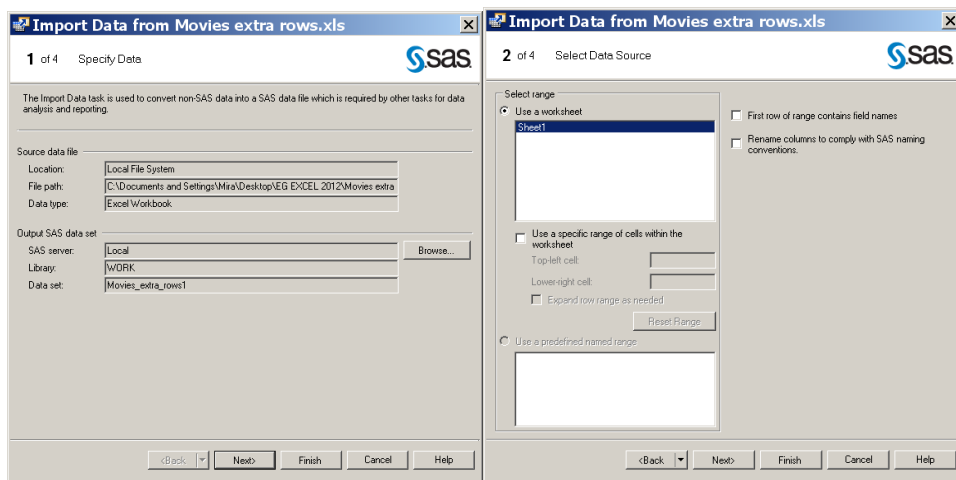 Import Data from Movies extra rows.xls
1 of 4 Specify Data
sas
The Import Data task is used to convert non-SAS data into a SAS data file which is required by other tasks for data
analysis and reporting.
Source data file
Location: Local File System
File path: C:\Documents and Settings\Mira\Desktop\EG EXCEL 2012\Movies extra
Data type: Excel Workbook
Output SAS data set
SAS server: Local
Browse...
Library: WORK
Data set: Movies_extra_rows1
<Back Next> Finish Cancel Help
Import Data from Movies extra rows.xls
2 of 4 Select Data Source
sas
Select range
Use a worksheet
Sheet1
Use a specific range of cells within the
worksheet
Top-left cell:
Lower-right cell:
Expand row range as needed
Reset Range
Use a predefined named range
First row of range contains field names
Rename columns to comply with SAS naming
conventions.
<Back Next> Finish Cancel Help